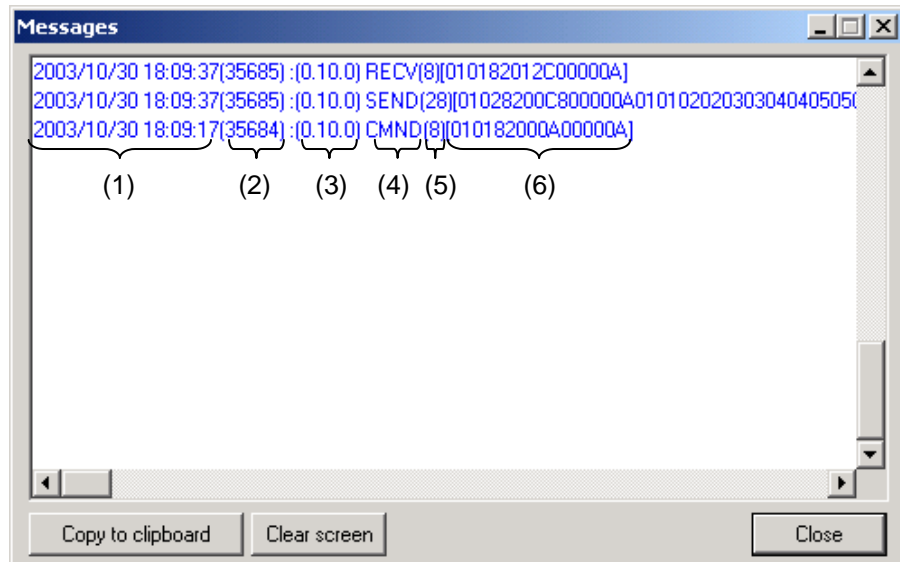 Messages
2003/10/30 18:09:37(35685) :(0.10.0) RECV(8)[010182012C00000A]
2003/10/30 18:09:37(35685) :(0.10.0) SEND(28)[01028200C800000A01010202030304040505
2003/10/30 18:09:17(35684) :(0.10.0) CMND(8)[010182000A00000A]
(1) (2) (3) (4) (5) (6)
Copy to clipboard Clear screen Close